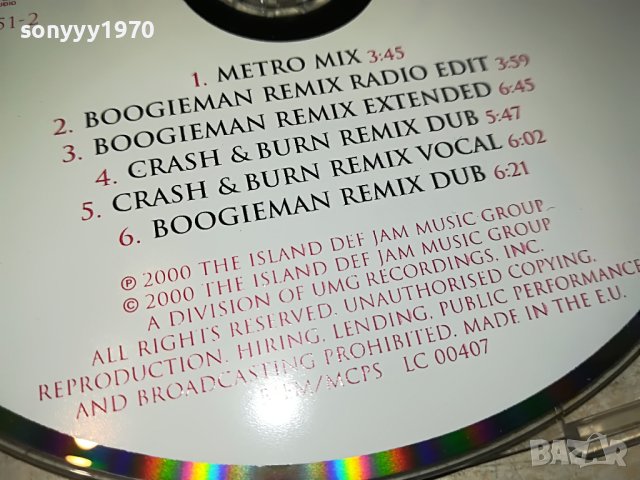 sonyyy1970
51-2
1. METRO MIX 3:45
2. BOOGIEMAN REMIX RADIO EDIT 3:59
3. BOOGIEMAN REMIX EXTENDED 6:45
4. CRASH & BURN REMIX DUB 5:47
5. CRASH & BURN REMIX VOCAL 6:02
6. BOOGIEMAN REMIX DUB 6:21
℗ 2000 THE ISLAND DEF JAM MUSIC GROUP
© 2000 THE ISLAND DEF JAM MUSIC GROUP
A DIVISION OF UMG RECORDINGS, INC.
ALL RIGHTS RESERVED. UNAUTHORISED COPYING,
REPRODUCTION, HIRING, LENDING, PUBLIC PERFORMANCE
AND BROADCASTING PROHIBITED. MADE IN THE E.U.
/MCPS LC 00407
BAZAR